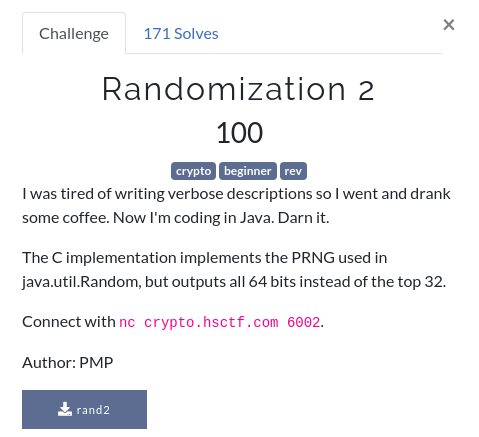 Challenge
171 Solves
×
Randomization 2
100
crypto beginner rev
I was tired of writing verbose descriptions so I went and drank
some coffee. Now I'm coding in Java. Darn it.
The C implementation implements the PRNG used in
java.util.Random, but outputs all 64 bits instead of the top 32.
Connect with nc crypto.hsctf.com 6002.
Author: PMP
rand2